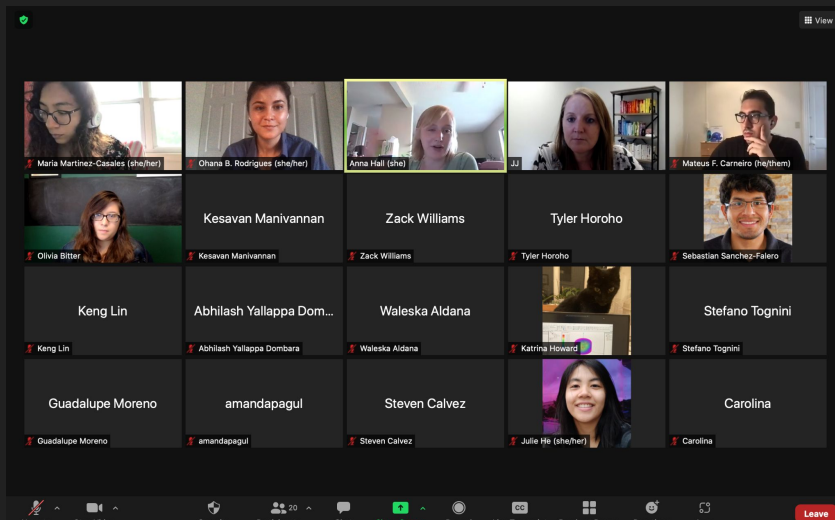 View
Maria Martinez-Casales (she/her)
Ohana B. Rodrigues (she/her)
Anna Hall (she)
JJ
Mateus F. Carneiro (he/them)
Olivia Bitter
Kesavan Manivannan
Kesavan Manivannan
Zack Williams
Zack Williams
Tyler Horoho
Tyler Horoho
Sebastian Sanchez-Falero
Keng Lin
Keng Lin
Abhilash Yallappa Dom...
Abhilash Yallappa Dombara
Waleska Aldana
Waleska Aldana
Katrina Howard
Stefano Tognini
Stefano Tognini
Guadalupe Moreno
Guadalupe Moreno
amandapagul
amandapagul
Steven Calvez
Steven Calvez
Julie He (she/her)
Carolina
Carolina
20
CC
Leave